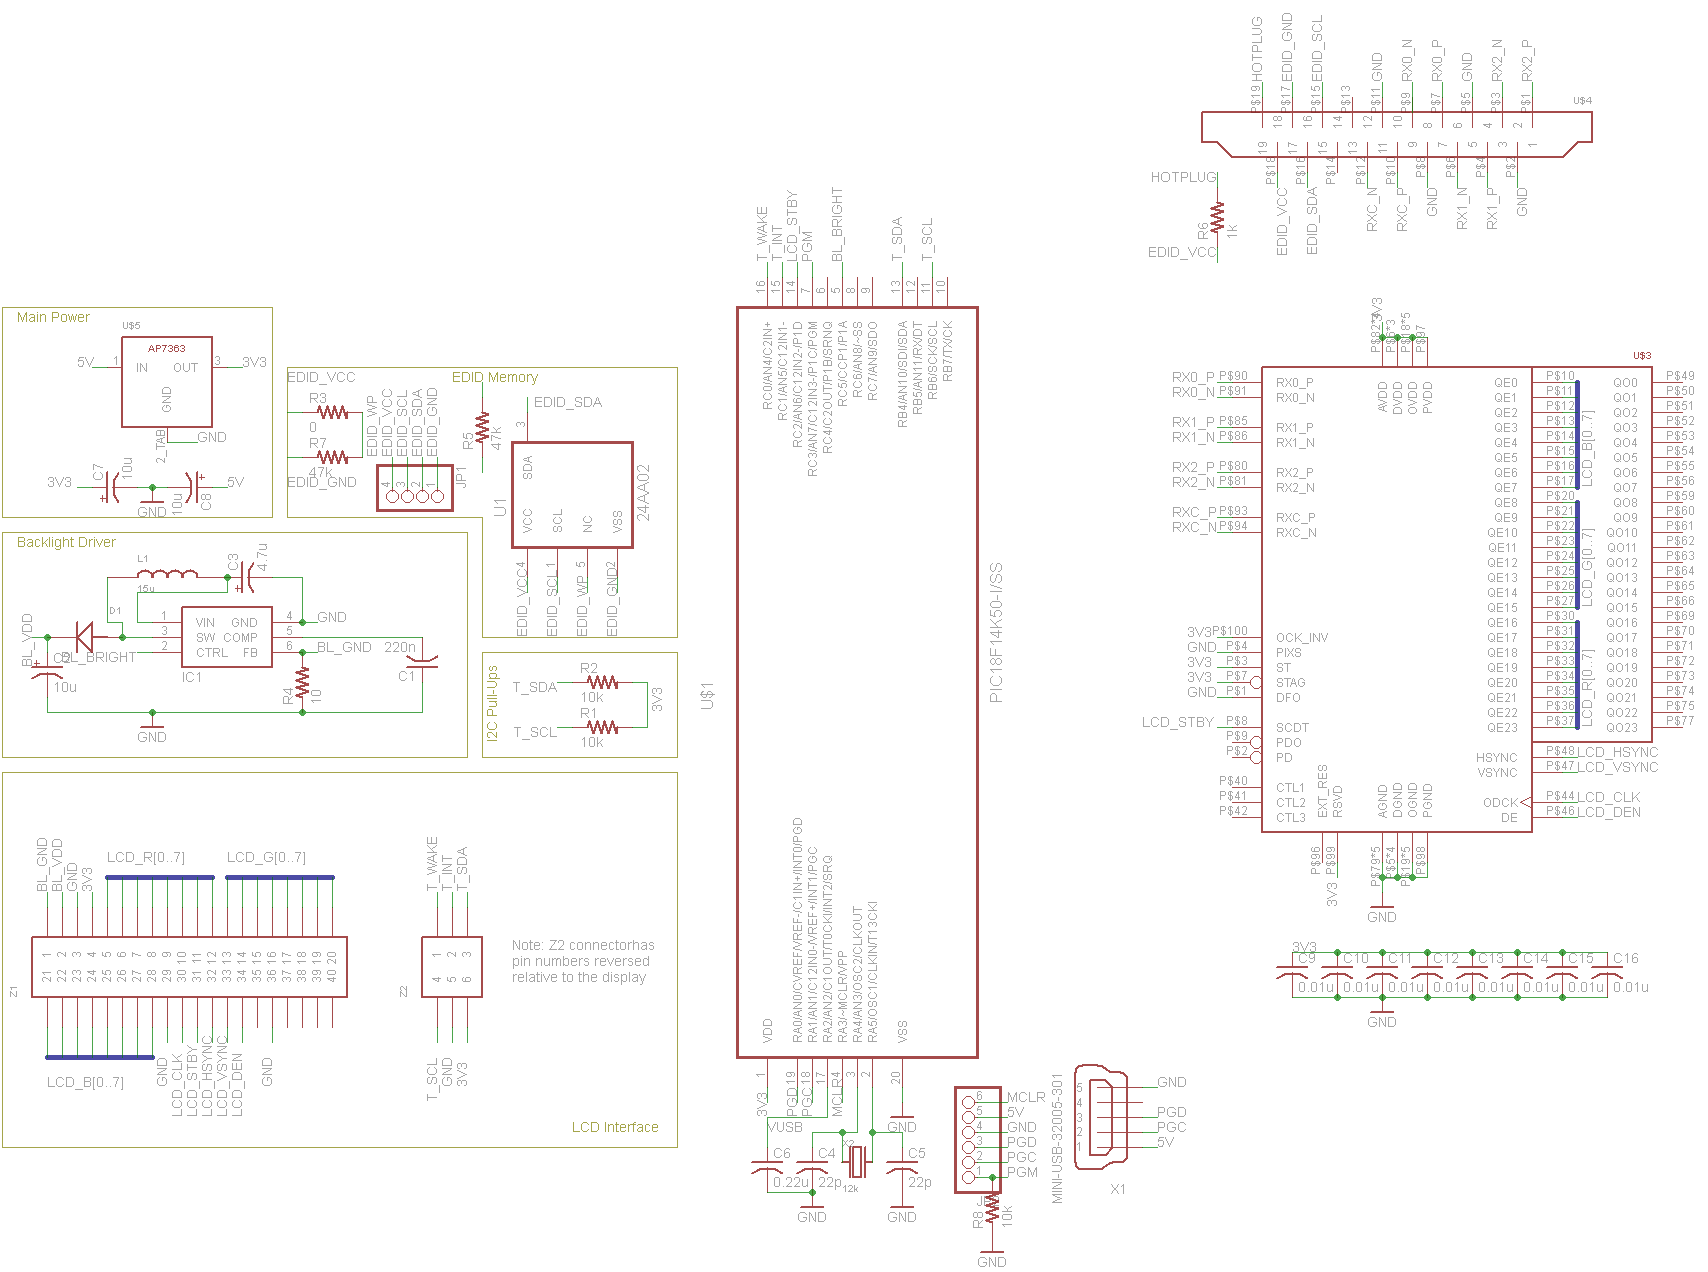 Main Power
U$5
AP7363
5V
1
IN
OUT
3
3V3
GND
2_TAB
GND
3V3
C7
10u
GND
10u
C8
5V
EDID Memory
EDID_VCC
R3
0
R7
47K
EDID_GND
EDID_WP
EDID_VCC
EDID_SCL
EDID_SDA
EDID_GND
4
3
2
1
JP1
R5
47k
EDID_SDA
3
SDA
U1
24AA02
VCC
SCL
NC
VSS
EDID_VCC
4
EDID_SCL
1
EDID_WP
5
EDID_GND
2
Backlight Driver
L1
15u
C3
4.7u
D1
BL_VDD
BL_BRIGHT
10u
1
3
2
VIN
SW
CTRL
GND
COMP
FB
4
5
6
IC1
GND
BL_GND
220n
C1
R4
10
GND
I2C Pull-Ups
T_SDA
R2
10k
T_SCL
R1
10k
3V3
LCD Interface
BL_GND
BL_VDD
GND
3V3
LCD_R[0..7]
LCD_G[0..7]
1 2 3 4 5 6 7 8 9 10 11 12 13 14 15 16 17 18 19 20
21 22 23 24 25 26 27 28 29 30 31 32 33 34 35 36 37 38 39 40
Z1
LCD_B[0..7]
GND
LCD_CLK
LCD_STBY
LCD_HSYNC
LCD_VSYNC
LCD_DEN
GND
T_WAKE
T_INT
T_SDA
1 2 3
4 5 6
Z2
T_SCL
GND
3V3
Note: Z2 connectorhas
pin numbers reversed
relative to the display
T_WAKE
T_INT
LCD_STBY
PGM
BL_BRIGHT
T_SDA
T_SCL
16
15
14
7
6
5
8
9
13
12
11
10
RC0/AN4/C2IN+
RC1/AN5/C12IN1-
RC2/AN6/C12IN2-/P1D
RC3/AN7/C12IN3-/P1C/PGM
RC4/C2OUT/P1B/SRNQ
RC5/CCP1/P1A
RC6/AN8/~SS
RC7/AN9/SDO
RB4/AN10/SDI/SDA
RB5/AN11/RX/DT
RB6/SCK/SCL
RB7/TX/CK
U$1
PIC18F14K50-I/SS
VDD
RA0/AN0/CVREF/VREF-/C1IN+/INT0/PGD
RA1/AN1/C12IN0-/VREF+/INT1/PGC
RA2/AN2/C1OUT/T0CKI/INT2/SRQ
RA3/~MCLR/VPP
RA4/AN3/OSC2/CLKOUT
RA5/OSC1/CLKIN/T13CKI
VSS
1
3V3
19
PGD
18
PGC
17
4
MCLR
3
2
20
GND
VUSB
C6
0.22u
C4
22p
X2
12k
C5
22p
GND
GND
6
5
4
3
2
1
MCLR
5V
GND
PGD
PGC
PGM
R8
10k
GND
MINI-USB-32005-301
5
4
3
2
1
GND
PGD
PGC
5V
X1
HOTPLUG
EDID_GND
EDID_SCL
GND
RX0_N
RX0_P
GND
RX2_N
RX2_P
P$19
P$17
P$15
P$13
P$11
P$9
P$7
P$5
P$3
P$1
U$4
18 16 14 12 10 8 6 4 2
19 17 15 13 11 9 7 5 3 1
P$18
P$16
P$14
P$12
P$10
P$8
P$6
P$4
P$2
EDID_VCC
EDID_SDA
RXC_N
RXC_P
GND
RX1_N
RX1_P
GND
HOTPLUG
R6
1K
EDID_VCC
3V3
P$6*3
P$18*5
P$97
AVDD
DVDD
OVDD
PVDD
U$3
RX0_P P$90 RX0_P
RX0_N P$91 RX0_N
RX1_P P$85 RX1_P
RX1_N P$86 RX1_N
RX2_P P$80 RX2_P
RX2_N P$81 RX2_N
RXC_P P$93 RXC_P
RXC_N P$94 RXC_N
3V3 P$100 OCK_INV
GND P$4 PIXS
3V3 P$3 ST
3V3 P$7 STAG
GND P$1 DFO
LCD_STBY P$8 SCDT
P$9 PDO
P$2 PD
P$40 CTL1
P$41 CTL2
P$42 CTL3
QE0 P$10 QO0 P$49
QE1 P$11 QO1 P$50
QE2 P$12 QO2 P$51
QE3 P$13 QO3 P$52
QE4 P$14 QO4 P$53
QE5 P$15 QO5 P$54
QE6 P$16 QO6 P$55
QE7 P$17 QO7 P$56
QE8 P$20 QO8 P$59
QE9 P$21 QO9 P$60
QE10 P$22 QO10 P$61
QE11 P$23 QO11 P$62
QE12 P$24 QO12 P$63
QE13 P$25 QO13 P$64
QE14 P$26 QO14 P$65
QE15 P$27 QO15 P$66
QE16 P$30 QO16 P$69
QE17 P$31 QO17 P$70
QE18 P$32 QO18 P$71
QE19 P$33 QO19 P$72
QE20 P$34 QO20 P$73
QE21 P$35 QO21 P$74
QE22 P$36 QO22 P$75
QE23 P$37 QO23 P$77
LCD_B[0..7]
LCD_G[0..7]
LCD_R[0..7]
HSYNC P$48 LCD_HSYNC
VSYNC P$47 LCD_VSYNC
ODCK P$44 LCD_CLK
DE P$46 LCD_DEN
EXT_RES
RSVD
AGND
DGND
OGND
PGND
P$96
P$99
P$79*5
P$5*4
P$19*5
P$98
3V3
GND
3V3
C9
C10
C11
C12
C13
C14
C15
C16
0.01u
0.01u
0.01u
0.01u
0.01u
0.01u
0.01u
0.01u
GND